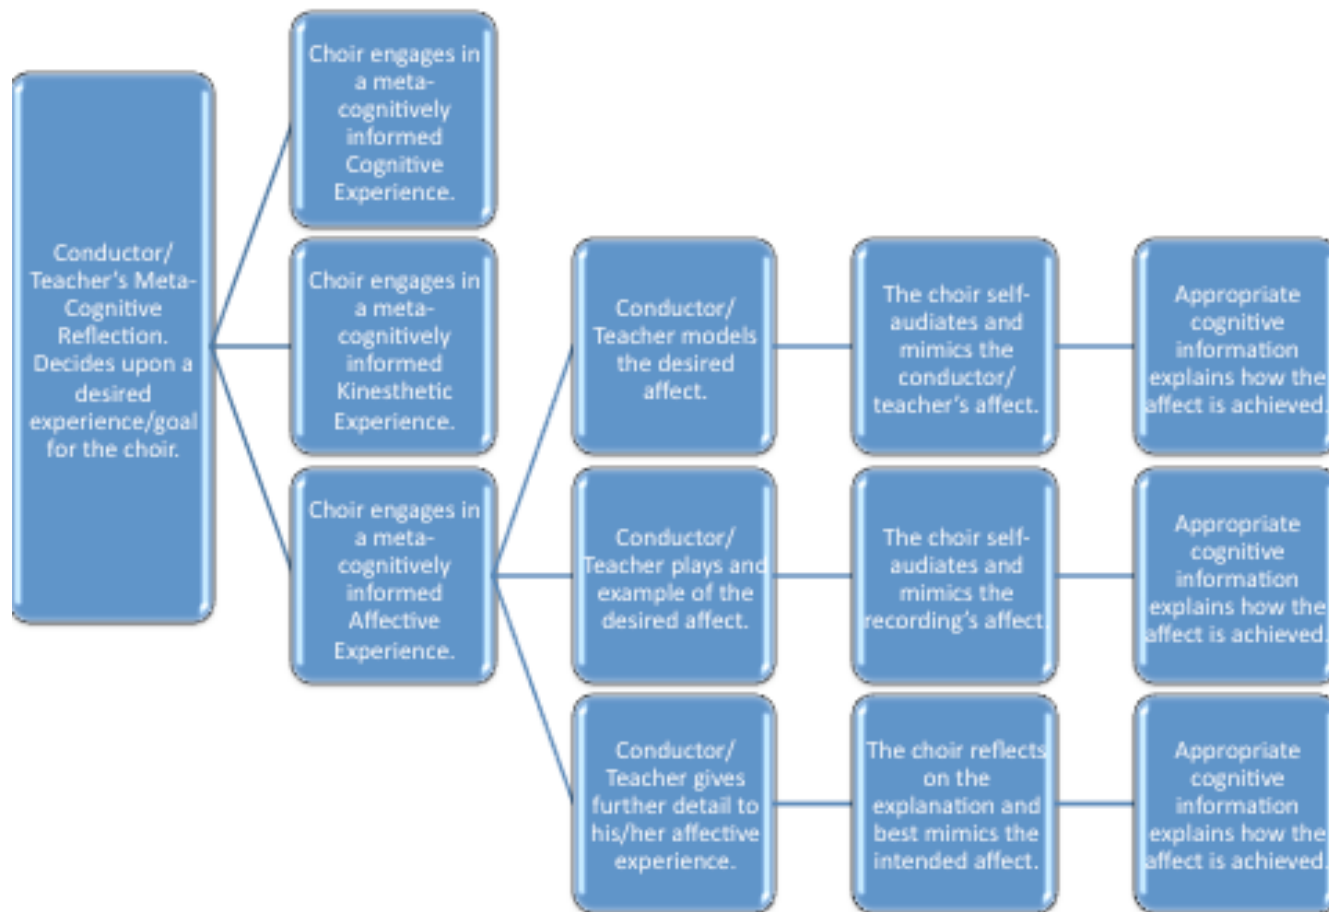 Conductor/
Teacher's Meta-
Cognitive
Reflection.
Decides upon a
desired
experience/goal
for the choir.
Choir engages in
a meta-
cognitively
informed
Cognitive
Experience.
Choir engages in
a meta-
cognitively
informed
Kinesthetic
Experience.
Choir engages in
a meta-
cognitively
informed
Affective
Experience.
Conductor/
Teacher models
the desired
affect.
The choir self-
audiates and
mimics the
conductor/
teacher's affect.
Appropriate
cognitive
information
explains how the
affect is achieved.
Conductor/
Teacher plays and
example of the
desired affect.
The choir self-
audiates and
mimics the
recording's affect
Appropriate
cognitive
information
explains how the
affect is achieved.
Conductor/
Teacher gives
further detail to
his/her affective
experience.
The choir reflects
on the
explanation and
best mimics the
intended affect.
Appropriate
cognitive
information
explains how the
affect is achieved.